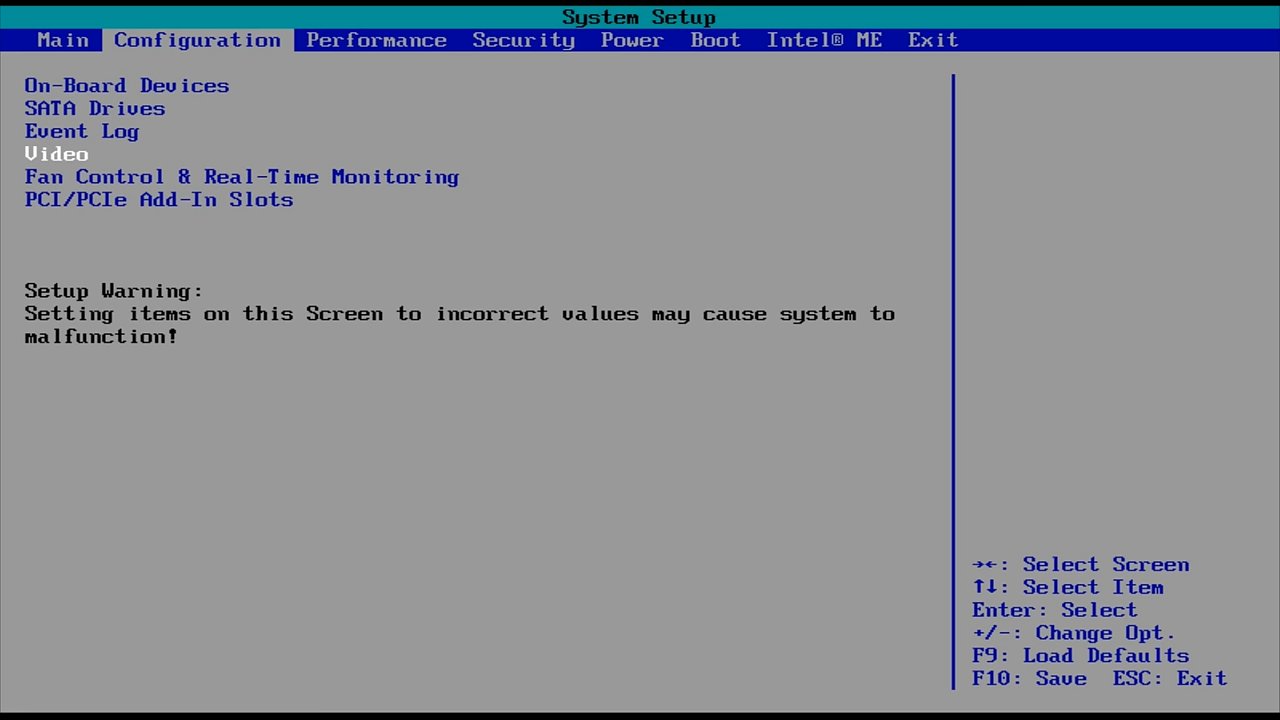 System Setup
Main Configuration Performance Security Power Boot Intel® ME Exit
On-Board Devices
SATA Drives
Event Log
Video
Fan Control & Real-Time Monitoring
PCI/PCIe Add-In Slots
Setup Warning:
Setting items on this Screen to incorrect values may cause system to
malfunction!
→←: Select Screen
↑↓: Select Item
Enter: Select
+/-: Change Opt.
F9: Load Defaults
F10: Save ESC: Exit